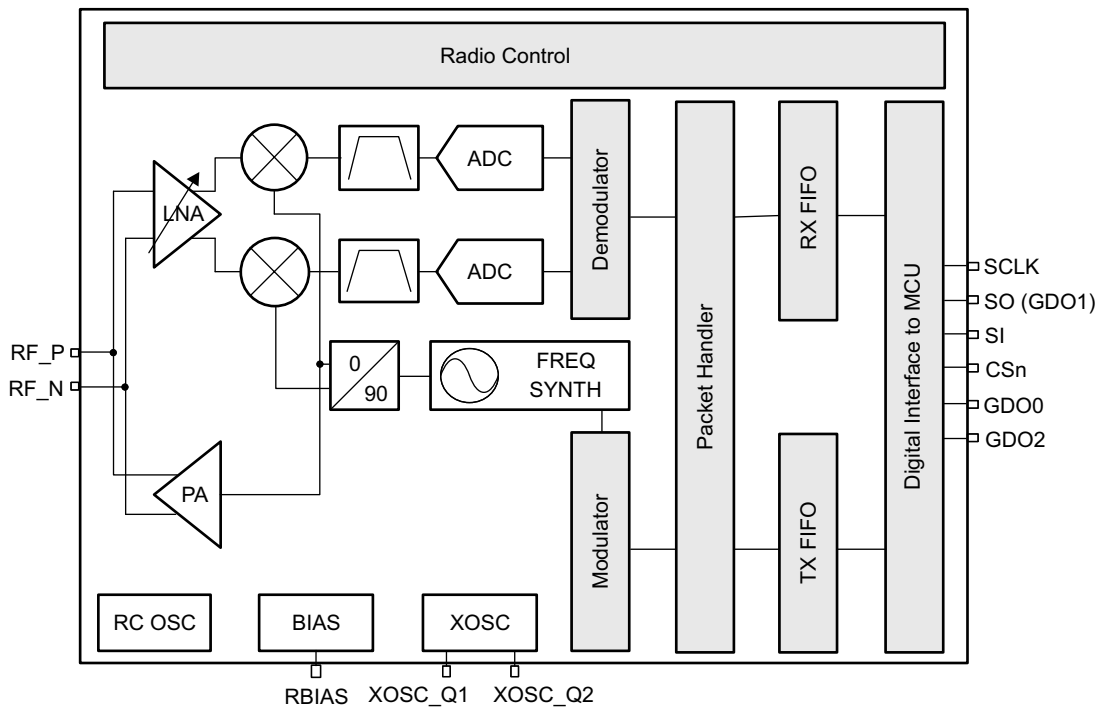 Radio Control
LNA
ADC
ADC
Demodulator
Packet Handler
RX FIFO
Digital Interface to MCU
SCLK
SO (GDO1)
SI
CSn
GDO0
GDO2
RF_P
RF_N
0
90
FREQ
SYNTH
PA
Modulator
TX FIFO
RC OSC
BIAS
XOSC
RBIAS
XOSC_Q1
XOSC_Q2